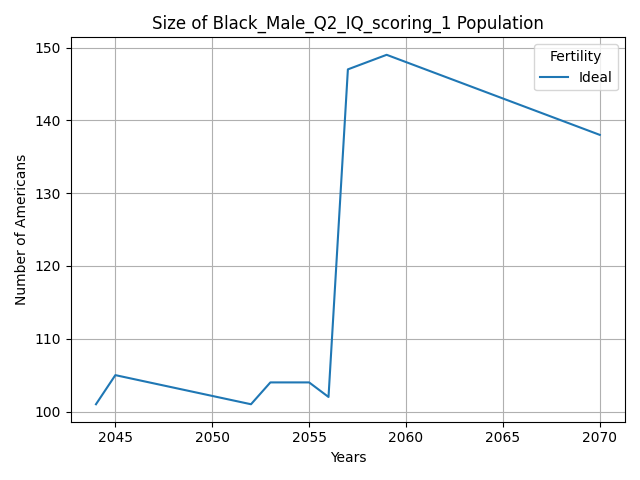 Size of Black_Male_Q2_IQ_scoring_1 Population
Fertility
Ideal
Number of Americans
150
140
130
120
110
100
2045 2050 2055 2060 2065 2070
Years